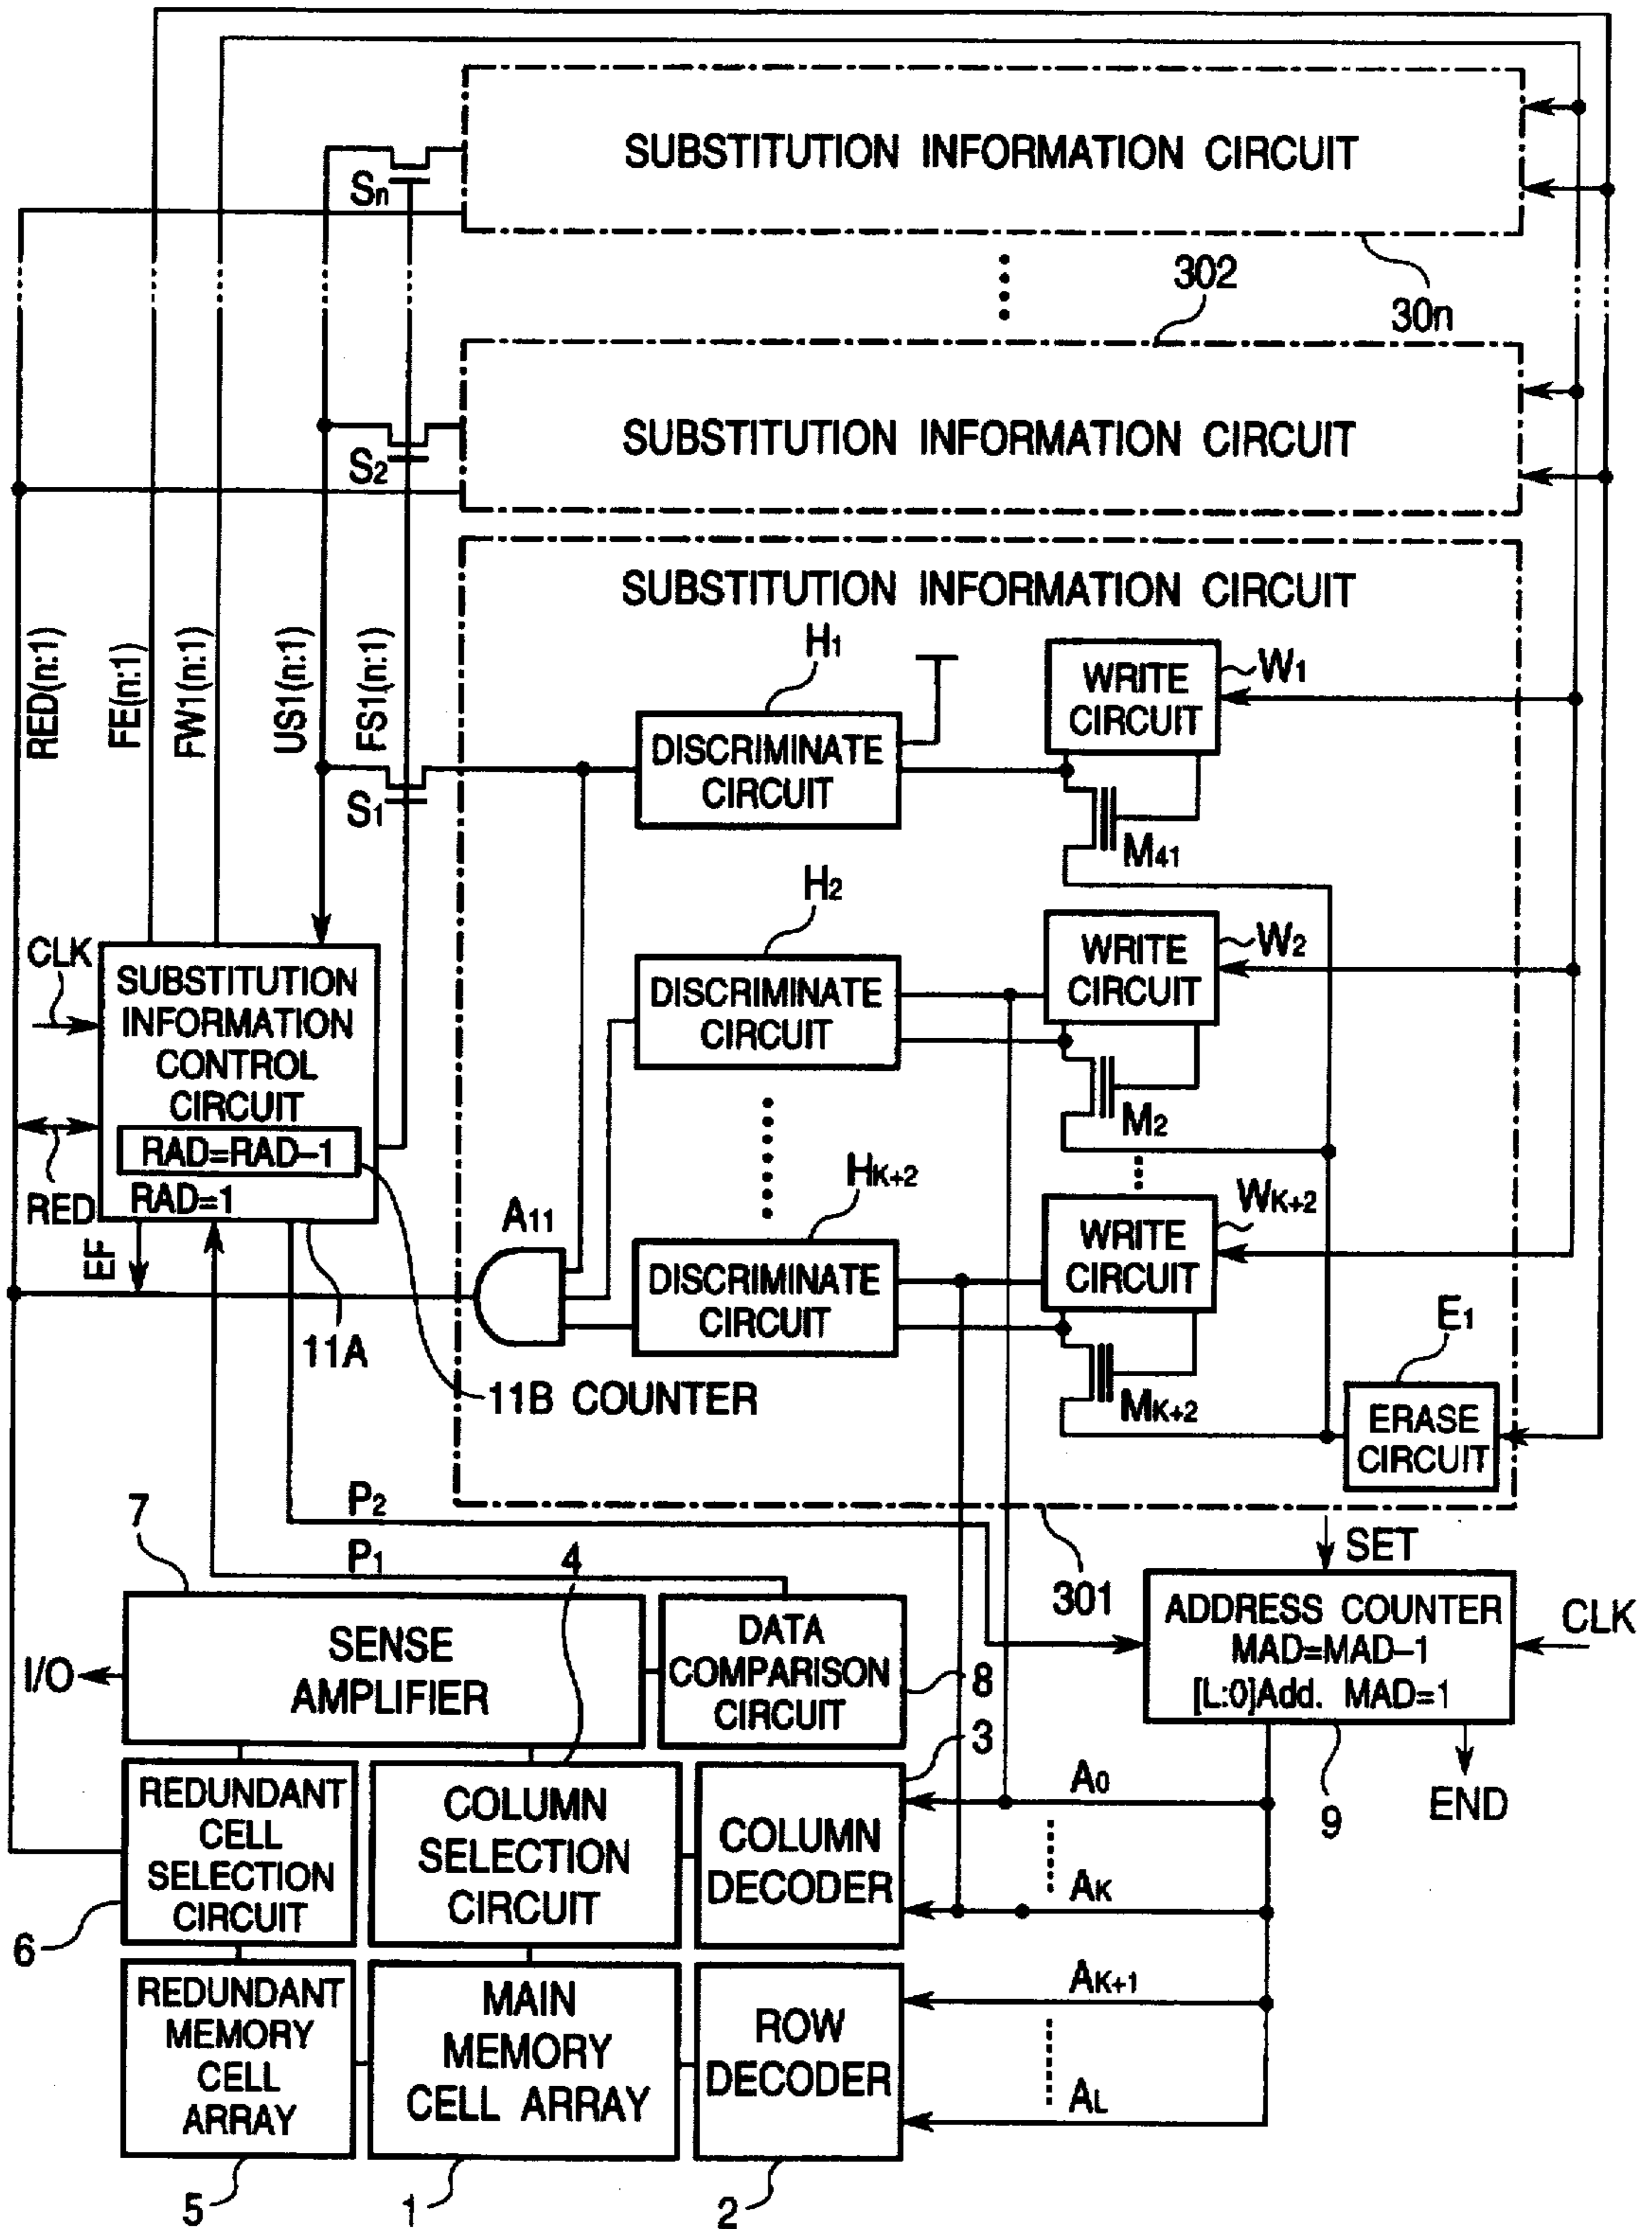 SUBSTITUTION INFORMATION CIRCUIT
Sn
30n
302
SUBSTITUTION INFORMATION CIRCUIT
S2
SUBSTITUTION INFORMATION CIRCUIT
RED(n:1)
FE(n:1)
FW1(n:1)
US1(n:1)
FS1(n:1)
S1
H1
DISCRIMINATE
CIRCUIT
WRITE
CIRCUIT
W1
M41
H2
DISCRIMINATE
CIRCUIT
WRITE
CIRCUIT
W2
M2
CLK
SUBSTITUTION
INFORMATION
CONTROL
CIRCUIT
RAD=RAD-1
RAD=1
RED
EF
11A
11B COUNTER
A11
HK+2
DISCRIMINATE
CIRCUIT
WRITE
CIRCUIT
WK+2
MK+2
E1
ERASE
CIRCUIT
P2
P1
7
4
301
SET
SENSE
AMPLIFIER
I/O
DATA
COMPARISON
CIRCUIT
8
ADDRESS COUNTER
MAD=MAD-1
[L:0]Add. MAD=1
CLK
9
END
3
REDUNDANT
CELL
SELECTION
CIRCUIT
6
COLUMN
SELECTION
CIRCUIT
COLUMN
DECODER
A0
AK
REDUNDANT
MEMORY
CELL
ARRAY
5
MAIN
MEMORY
CELL ARRAY
1
ROW
DECODER
2
AK+1
AL